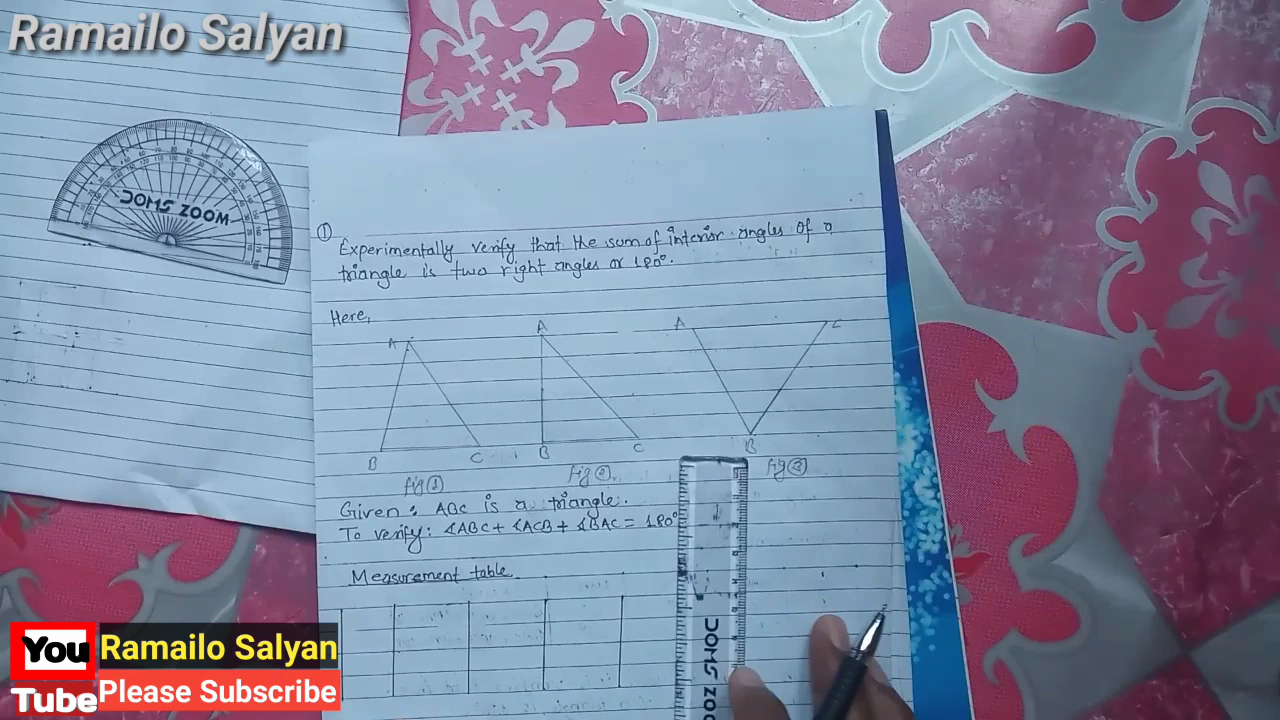 Ramailo Salyan
DOMS ZOOM
①
Experimentally verify that the sum of interior angles of a
triangle is two right angles or 180°.
Here,
A
A
A C
B C
B C
B
Fig(1)
Fig(2).
Fig(3)
Given: ABC is a triangle.
To verify: ∡ABC + ∡ACB + ∡BAC = 180°
Measurement table.
DOMS ZOO
You
Tube
Ramailo Salyan
Please Subscribe